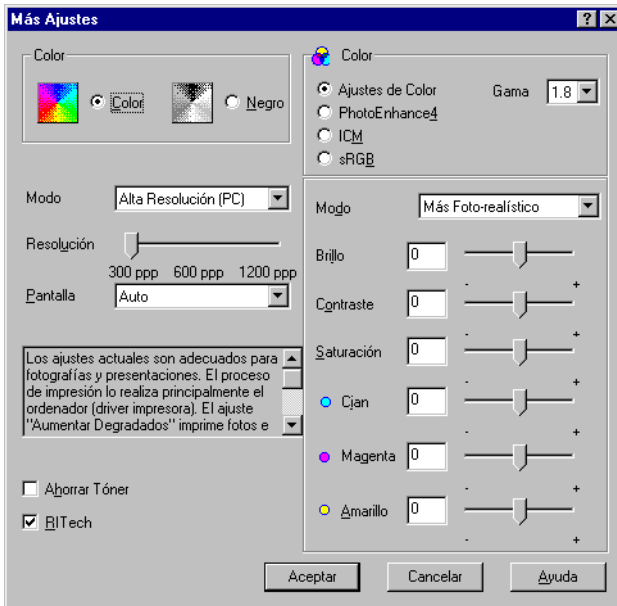 Más Ajustes
Color
Color
Negro
Modo
Alta Resolución (PC)
Resolución
300 ppp 600 ppp 1200 ppp
Pantalla
Auto
Los ajustes actuales son adecuados para
fotografías y presentaciones. El proceso
de impresión lo realiza principalmente el
ordenador (driver impresora). El ajuste
"Aumentar Degradados" imprime fotos e
Ahorrar Tóner
RITech
Color
Ajustes de Color
Gama
1.8
PhotoEnhance4
ICM
sRGB
Modo
Más Foto-realístico
Brillo
0
- +
Contraste
0
- +
Saturación
0
- +
Cian
0
- +
Magenta
0
- +
Amarillo
0
- +
Aceptar
Cancelar
Ayuda